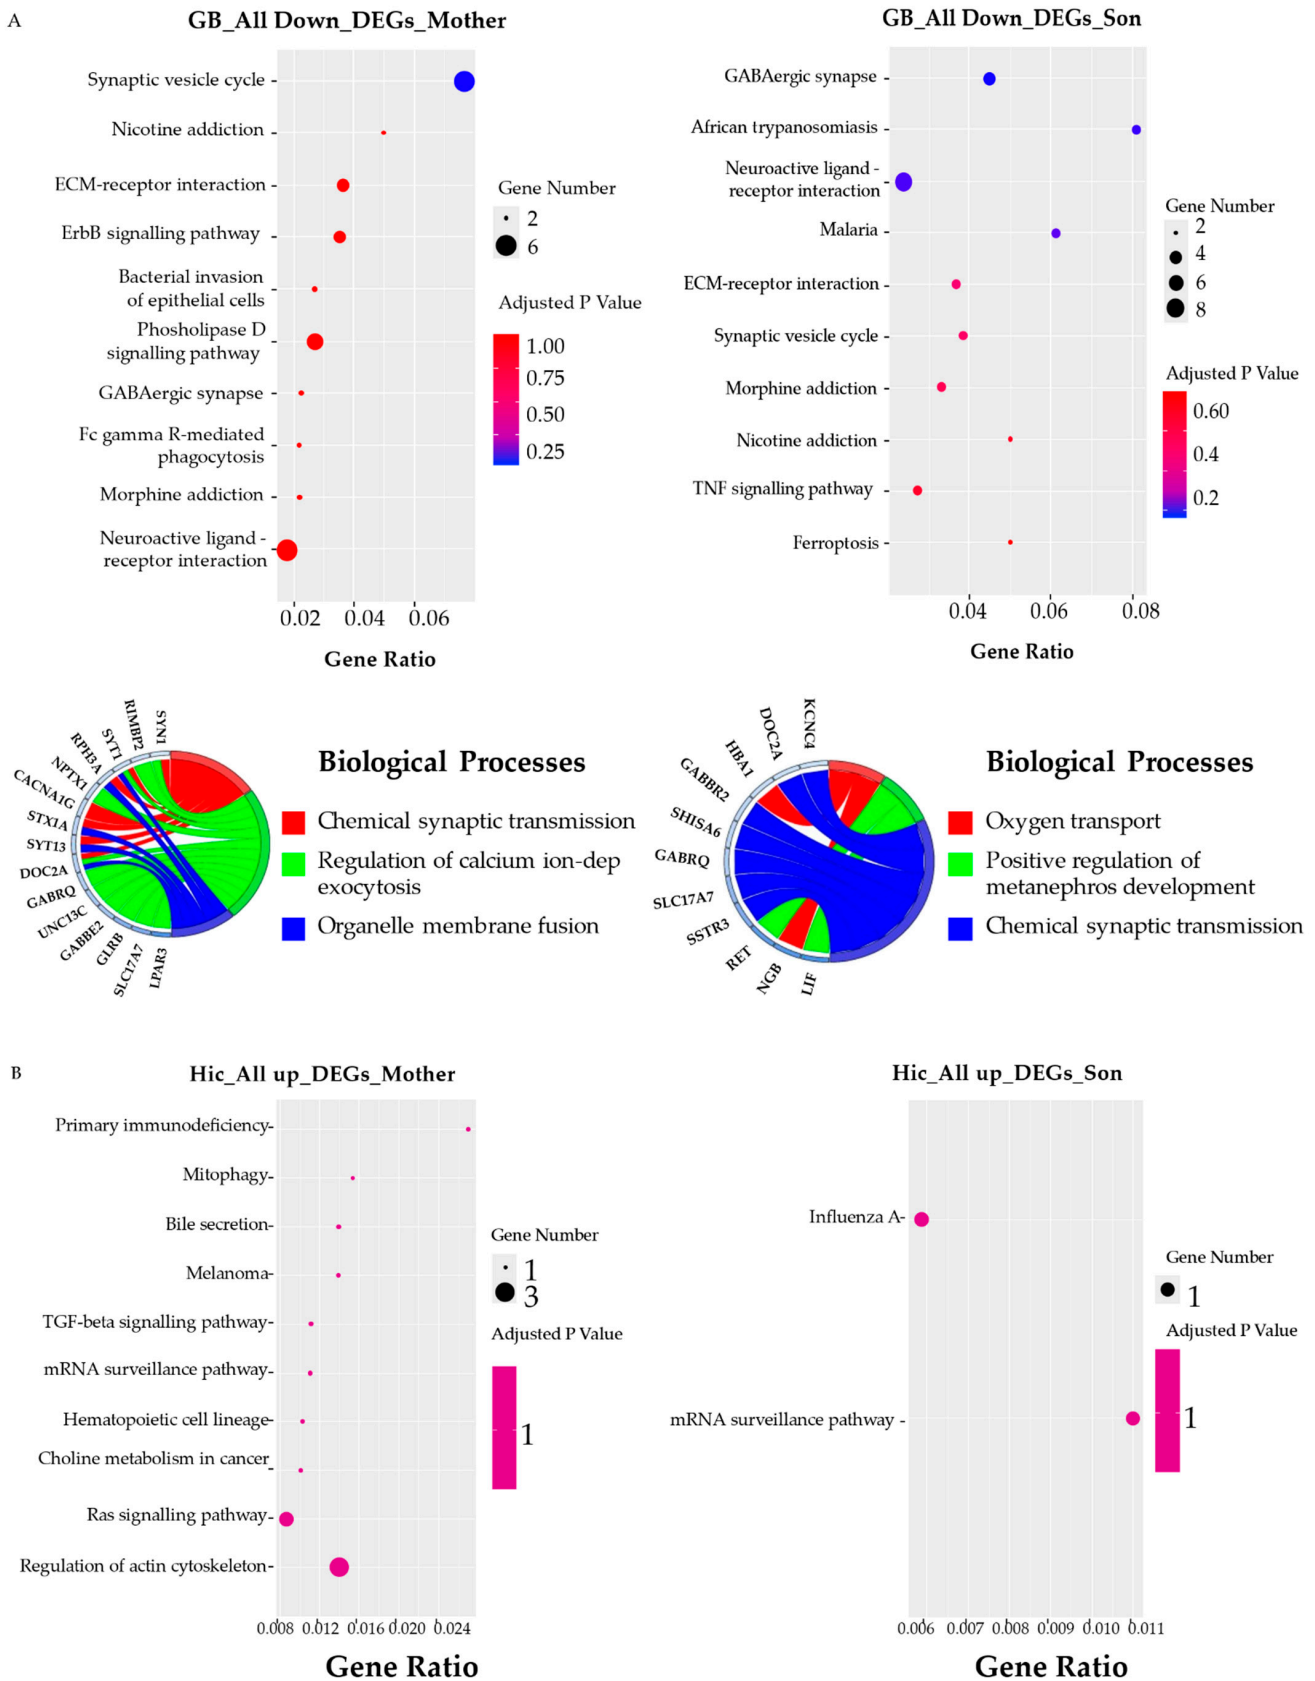 A
GB_All Down_DEGs_Mother
Synaptic vesicle cycle
Nicotine addiction
ECM-receptor interaction
ErbB signalling pathway
Bacterial invasion
of epithelial cells
Phosholipase D
signalling pathway
GABAergic synapse
Fc gamma R-mediated
phagocytosis
Morphine addiction
Neuroactive ligand -
receptor interaction
0.02 0.04 0.06
Gene Ratio
Gene Number
2
6
Adjusted P Value
1.00
0.75
0.50
0.25
GB_All Down_DEGs_Son
GABAergic synapse
African trypanosomiasis
Neuroactive ligand -
receptor interaction
Malaria
ECM-receptor interaction
Synaptic vesicle cycle
Morphine addiction
Nicotine addiction
TNF signalling pathway
Ferroptosis
0.04 0.06 0.08
Gene Ratio
Gene Number
2
4
6
8
Adjusted P Value
0.60
0.4
0.2
SYN1
RIMBP2
SYT1
RPH3A
NPTX1
CACNA1G
STX1A
SYT13
DOC2A
GABRQ
UNC13C
GABBE2
GLRB
SLC17A7
LPAR3
Biological Processes
Chemical synaptic transmission
Regulation of calcium ion-dep
exocytosis
Organelle membrane fusion
KCNC4
DOC2A
HBA1
GABBR2
SHISA6
GABRQ
SLC17A7
SSTR3
RET
NGB
LIF
Biological Processes
Oxygen transport
Positive regulation of
metanephros development
Chemical synaptic transmission
B
Hic_All up_DEGs_Mother
Primary immunodeficiency
Mitophagy
Bile secretion
Melanoma
TGF-beta signalling pathway
mRNA surveillance pathway
Hematopoietic cell lineage
Choline metabolism in cancer
Ras signalling pathway
Regulation of actin cytoskeleton
0.008 0.012 0.016 0.020 0.024
Gene Ratio
Gene Number
1
3
Adjusted P Value
1
Hic_All up_DEGs_Son
Influenza A
mRNA surveillance pathway
0.006 0.007 0.008 0.009 0.010 0.011
Gene Ratio
Gene Number
1
Adjusted P Value
1